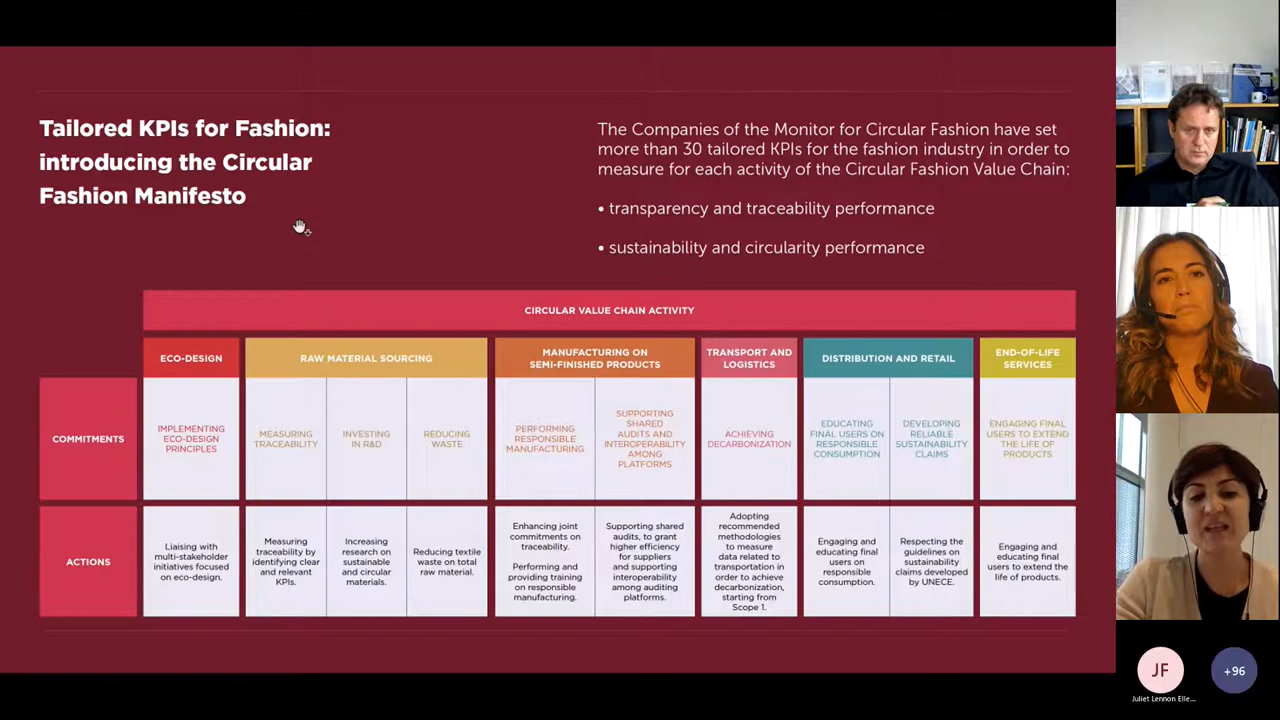 Tailored KPIs for Fashion:
introducing the Circular
Fashion Manifesto
The Companies of the Monitor for Circular Fashion have set
more than 30 tailored KPIs for the fashion industry in order to
measure for each activity of the Circular Fashion Value Chain:
• transparency and traceability performance
• sustainability and circularity performance
CIRCULAR VALUE CHAIN ACTIVITY
ECO-DESIGN
RAW MATERIAL SOURCING
MANUFACTURING ON
SEMI-FINISHED PRODUCTS
TRANSPORT AND
LOGISTICS
DISTRIBUTION AND RETAIL
END-OF-LIFE
SERVICES
COMMITMENTS
IMPLEMENTING
ECO-DESIGN
PRINCIPLES
MEASURING
TRACEABILITY
INVESTING
IN R&D
REDUCING
WASTE
PERFORMING
RESPONSIBLE
MANUFACTURING
SUPPORTING
SHARED
AUDITS AND
INTEROPERABILITY
AMONG
PLATFORMS
ACHIEVING
DECARBONIZATION
EDUCATING
FINAL USERS ON
RESPONSIBLE
CONSUMPTION
DEVELOPING
RELIABLE
SUSTAINABILITY
CLAIMS
ENGAGING FINAL
USERS TO EXTEND
THE LIFE OF
PRODUCTS
ACTIONS
Liaising with
multi-stakeholder
initiatives focused
on eco-design.
Measuring
traceability by
identifying clear
and relevant
KPIs.
Increasing
research on
sustainable
and circular
materials.
Reducing textile
waste on total
raw material.
Enhancing joint
commitments on
traceability.
Performing and
providing training
on responsible
manufacturing.
Supporting shared
audits, to grant
higher efficiency
for suppliers
and supporting
interoperability
among auditing
platforms.
Adopting
recommended
methodologies
to measure
data related to
transportation in
order to achieve
decarbonization,
starting from
Scope 1.
Engaging and
educating final
users on
responsible
consumption.
Respecting the
guidelines on
sustainability
claims developed
by UNECE.
Engaging and
educating final
users to extend the
life of products.
JF
+96
Juliet Lennon Elle...